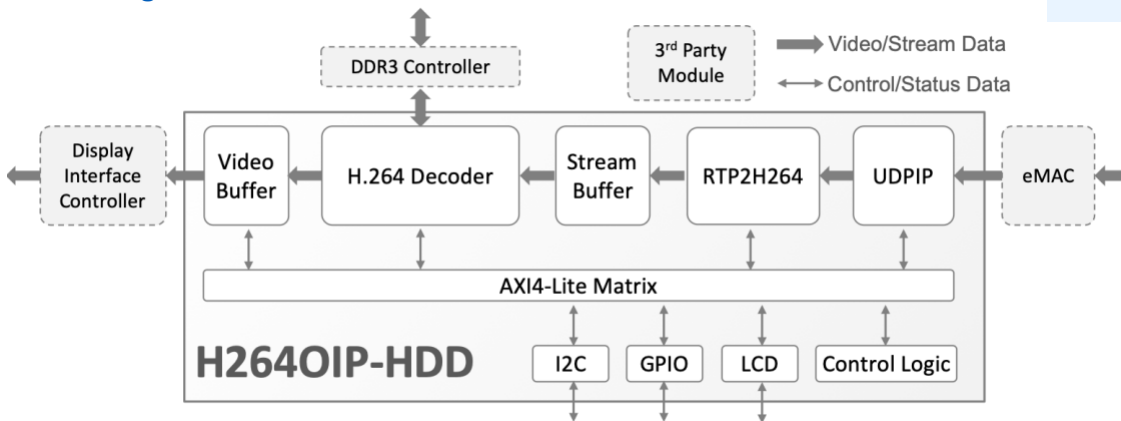 DDR3 Controller
3rd Party
Module
Video/Stream Data
Control/Status Data
Display
Interface
Controller
Video
Buffer
H.264 Decoder
Stream
Buffer
RTP2H264
UDPIP
eMAC
AXI4-Lite Matrix
H264OIP-HDD
I2C
GPIO
LCD
Control Logic